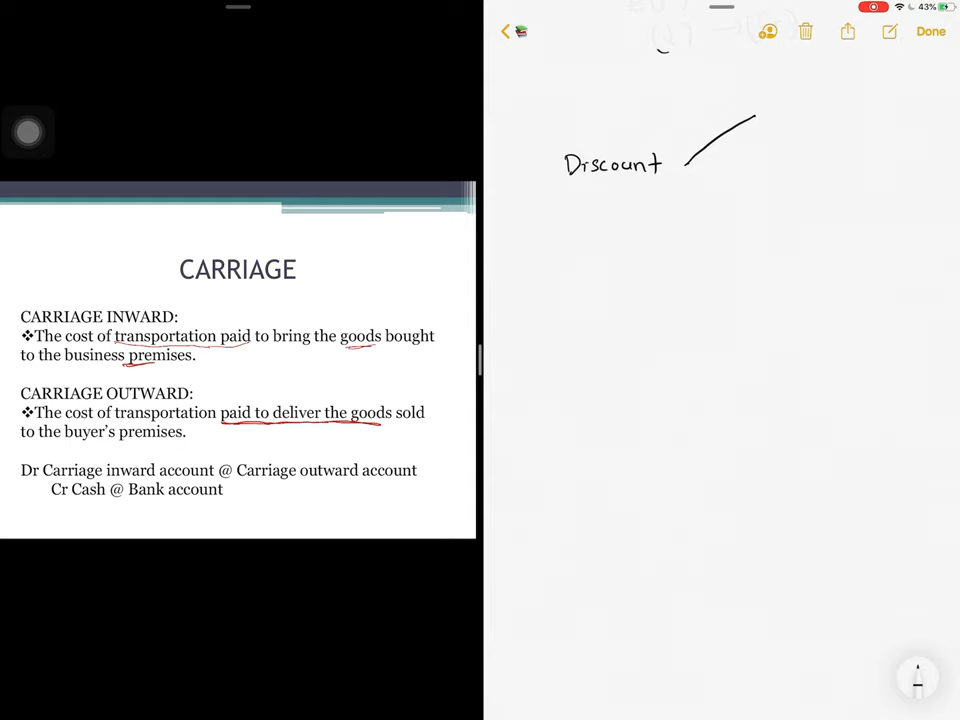 43%
Done
CARRIAGE
CARRIAGE INWARD:
❖The cost of transportation paid to bring the goods bought
to the business premises.
CARRIAGE OUTWARD:
❖The cost of transportation paid to deliver the goods sold
to the buyer's premises.
Dr Carriage inward account @ Carriage outward account
Cr Cash @ Bank account
Discount